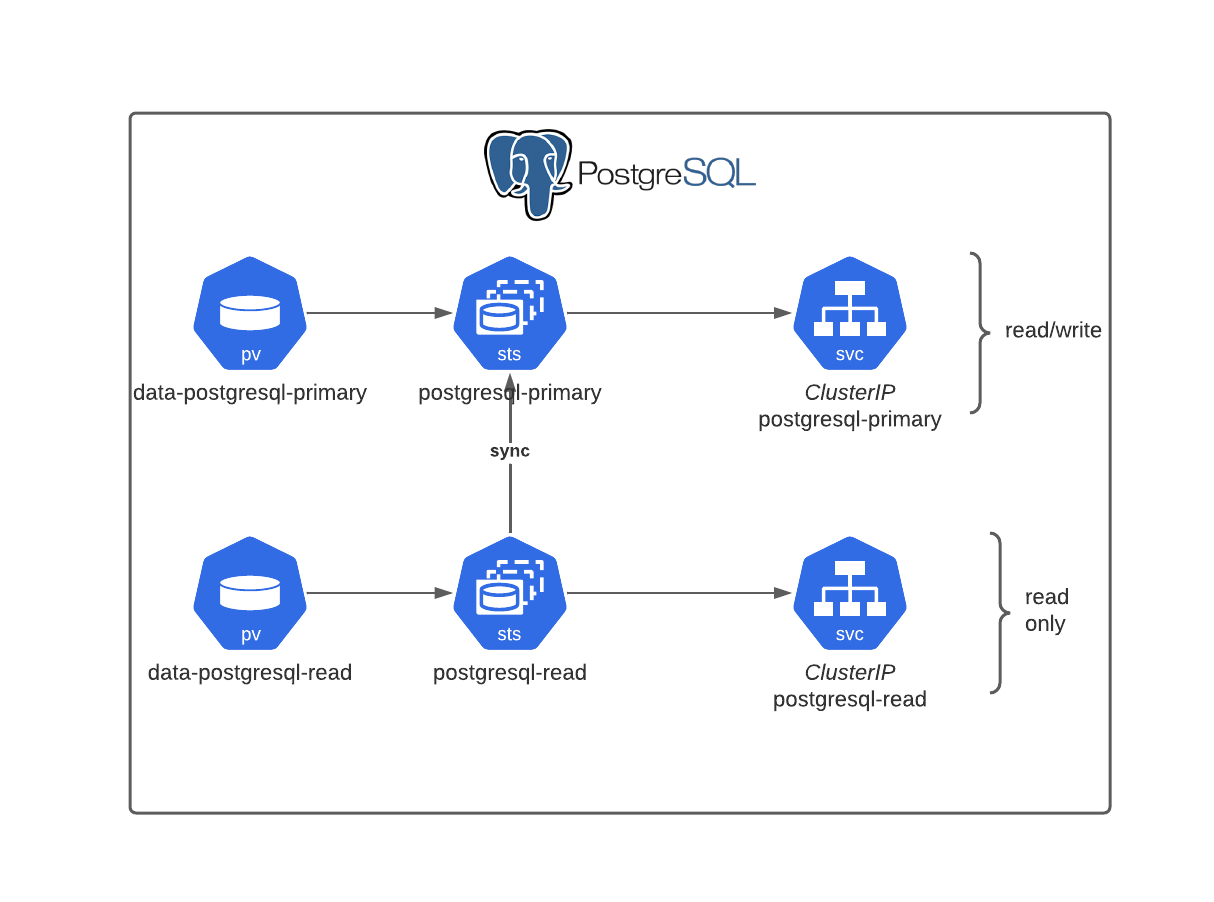 PostgreSQL
pv
data-postgresql-primary
sts
postgresql-primary
svc
ClusterIP
postgresql-primary
read/write
sync
pv
data-postgresql-read
sts
postgresql-read
svc
ClusterIP
postgresql-read
read
only